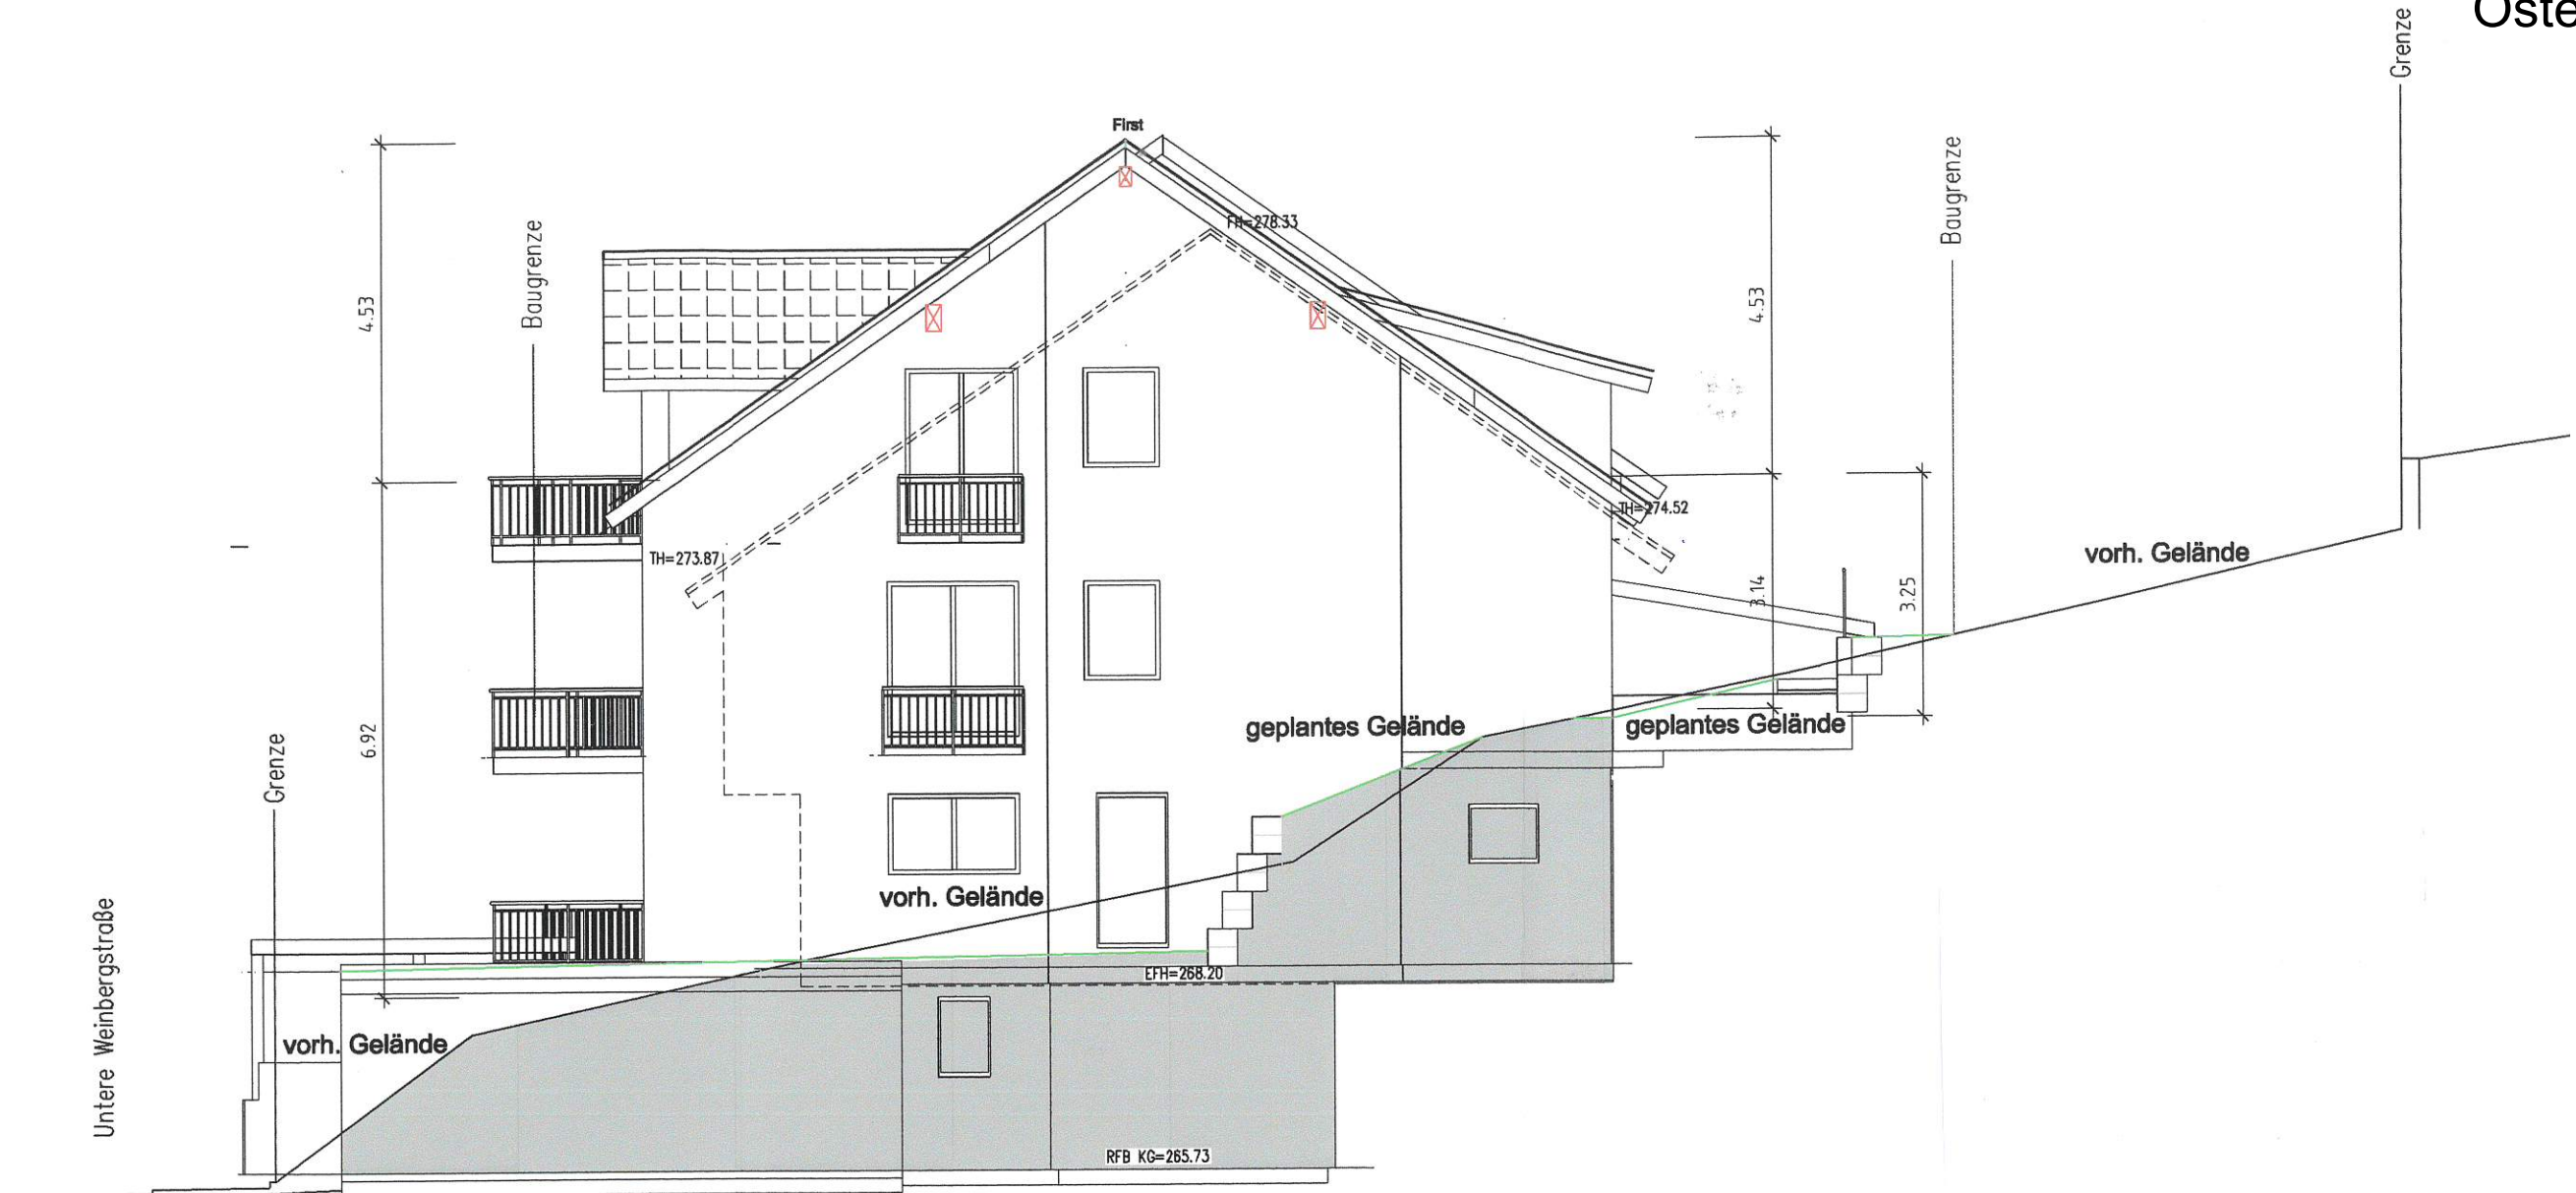 Oste
Grenze
First
Baugrenze
FH=278.33
Baugrenze
4.53
4.53
TH=274.52
TH=273.87
vorh. Gelände
3.14
3.25
Grenze
6.92
geplantes Gelände
geplantes Gelände
vorh. Gelände
Untere Weinbergstraße
EFH=268.20
vorh. Gelände
RFB KG=265.73